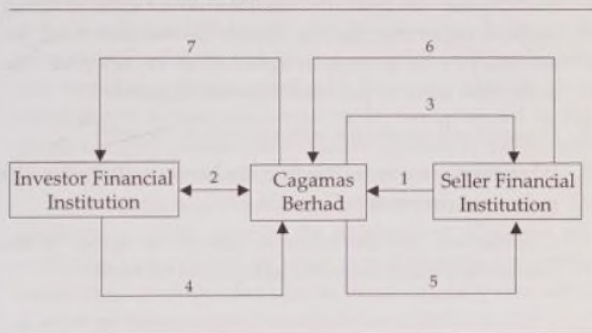 7
6
3
Investor Financial
Institution
2
Cagamas
Berhad
1
Seller Financial
Institution
4
5